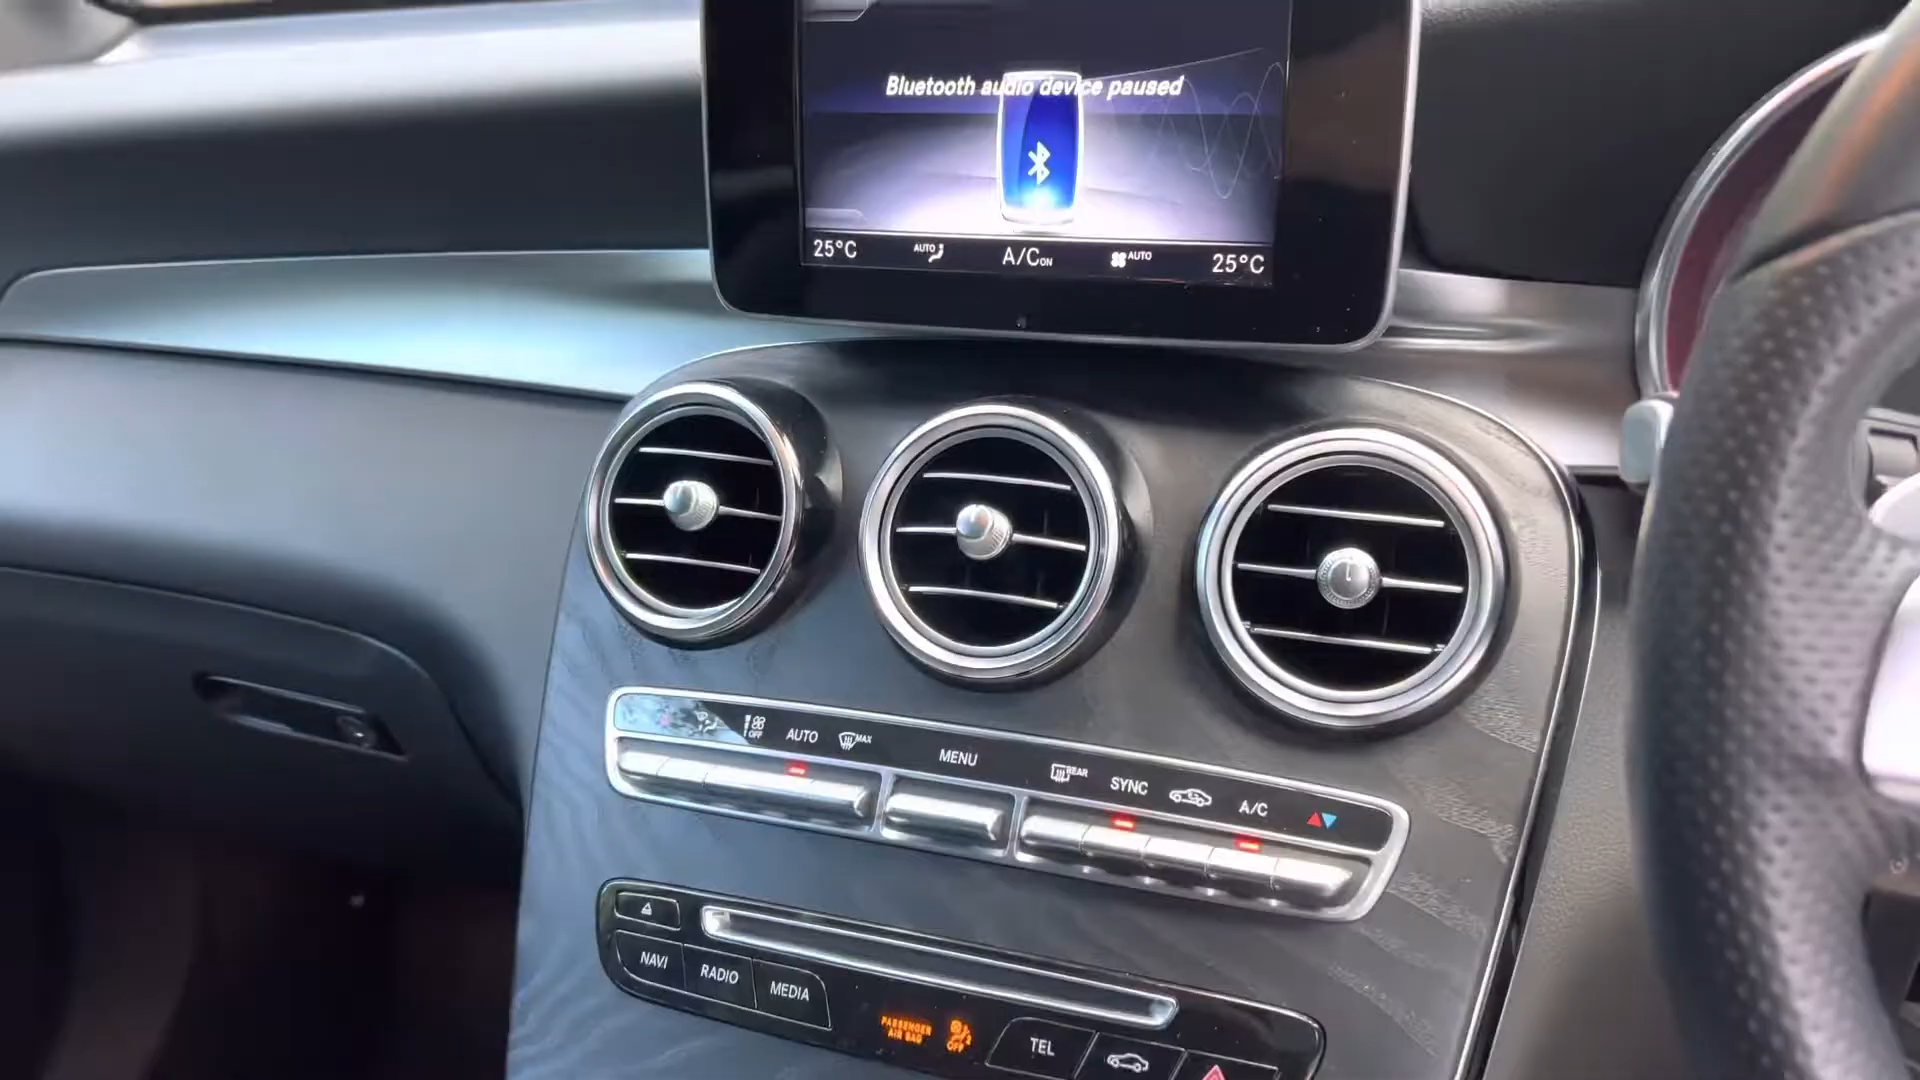 Bluetooth audio device paused
25°C AUTO A/C ON AUTO 25°C
OFF AUTO MAX MENU REAR SYNC A/C
NAVI RADIO MEDIA
PASSENGER
AIR BAG OFF
TEL